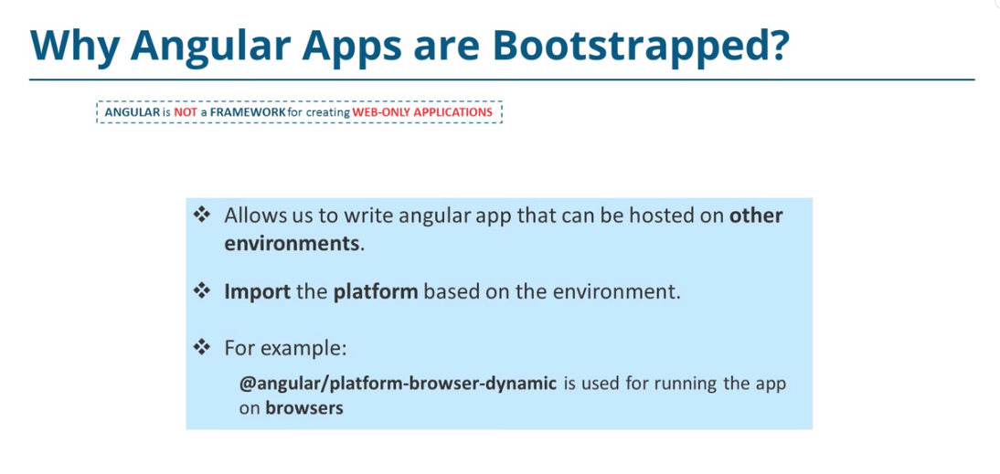 Why Angular Apps are Bootstrapped?
ANGULAR is NOT a FRAMEWORK for creating WEB-ONLY APPLICATIONS
❖ Allows us to write angular app that can be hosted on other
environments.
❖ Import the platform based on the environment.
❖ For example:
@angular/platform-browser-dynamic is used for running the app
on browsers